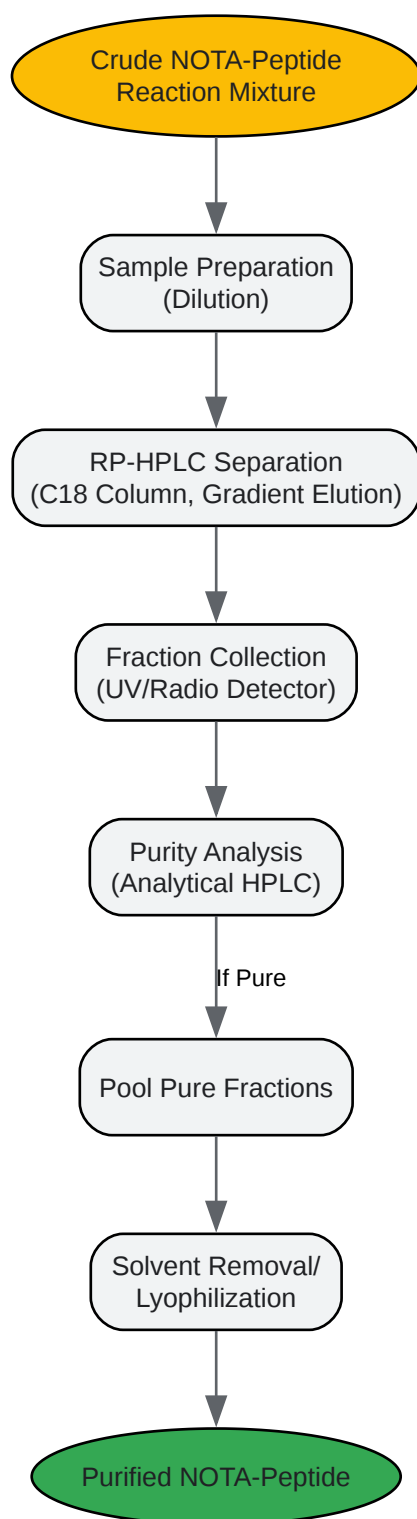 Crude NOTA-Peptide
Reaction Mixture
Sample Preparation
(Dilution)
RP-HPLC Separation
(C18 Column, Gradient Elution)
Fraction Collection
(UV/Radio Detector)
Purity Analysis
(Analytical HPLC)
If Pure
Pool Pure Fractions
Solvent Removal/
Lyophilization
Purified NOTA-Peptide